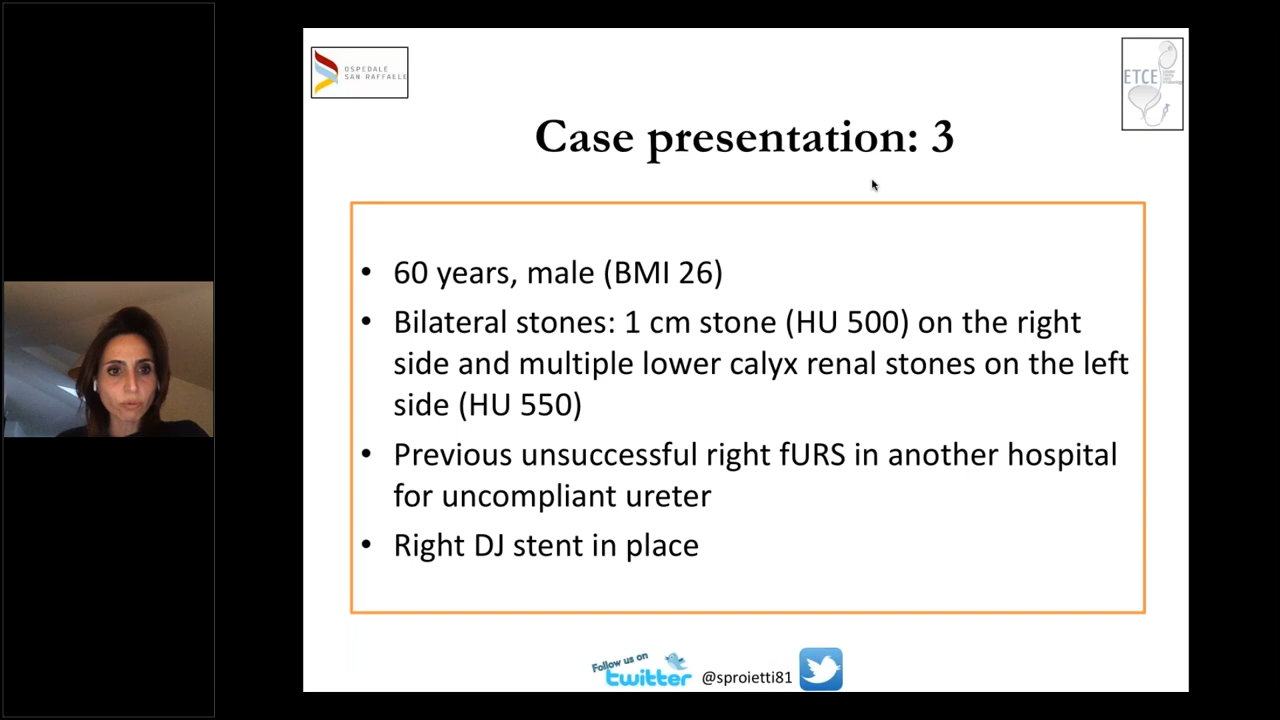 OSPEDALE
SAN RAFFAELE
ETCE
Case presentation: 3
• 60 years, male (BMI 26)
• Bilateral stones: 1 cm stone (HU 500) on the right
side and multiple lower calyx renal stones on the left
side (HU 550)
• Previous unsuccessful right fURS in another hospital
for uncompliant ureter
• Right DJ stent in place
Follow us on
twitter
@sproietti81